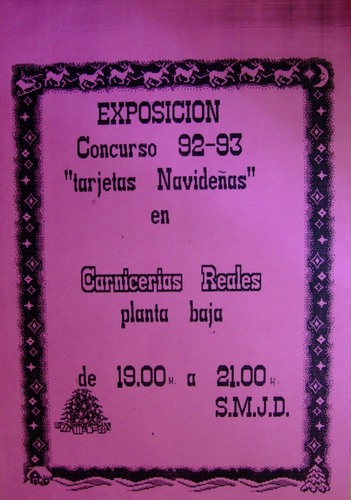 EXPOSICION
Concurso 92-93
"tarjetas Navideñas"
en
Carnicerias Reales
planta baja
de 19.00 H. a 21.00 H.
S.M.J.D.